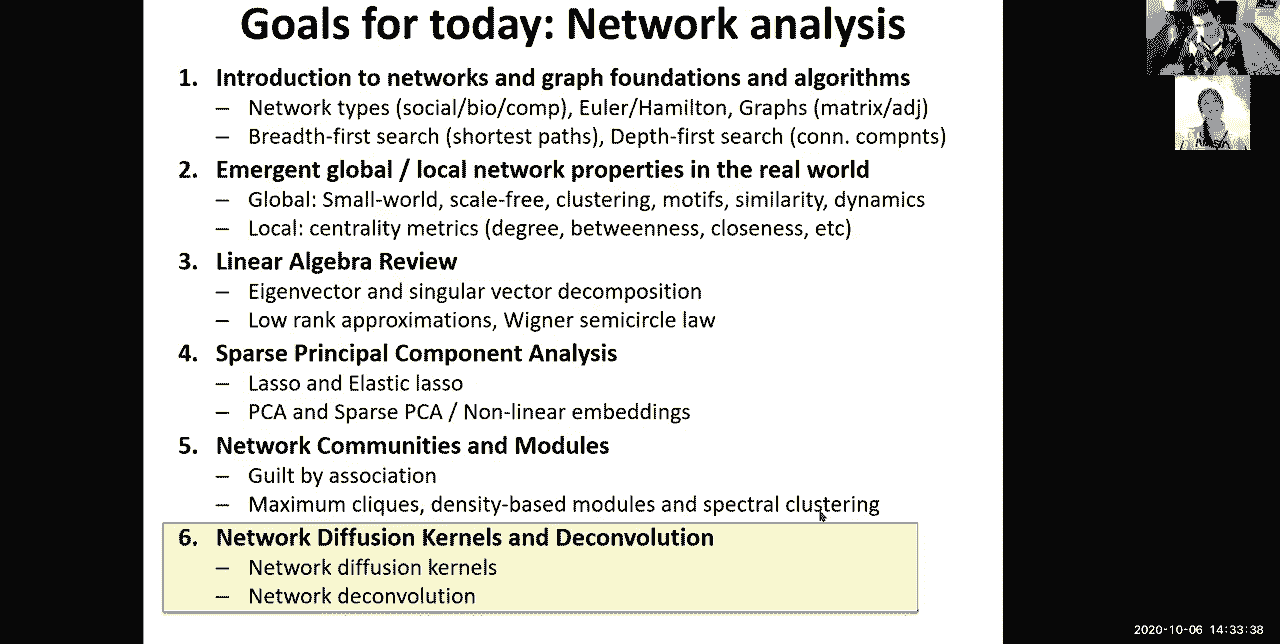 Goals for today: Network analysis
1. Introduction to networks and graph foundations and algorithms
– Network types (social/bio/comp), Euler/Hamilton, Graphs (matrix/adj)
– Breadth-first search (shortest paths), Depth-first search (conn. compnts)
2. Emergent global / local network properties in the real world
– Global: Small-world, scale-free, clustering, motifs, similarity, dynamics
– Local: centrality metrics (degree, betweenness, closeness, etc)
3. Linear Algebra Review
– Eigenvector and singular vector decomposition
– Low rank approximations, Wigner semicircle law
4. Sparse Principal Component Analysis
– Lasso and Elastic lasso
– PCA and Sparse PCA / Non-linear embeddings
5. Network Communities and Modules
– Guilt by association
– Maximum cliques, density-based modules and spectral clustering
6. Network Diffusion Kernels and Deconvolution
– Network diffusion kernels
– Network deconvolution
2020-10-06 14:33:38